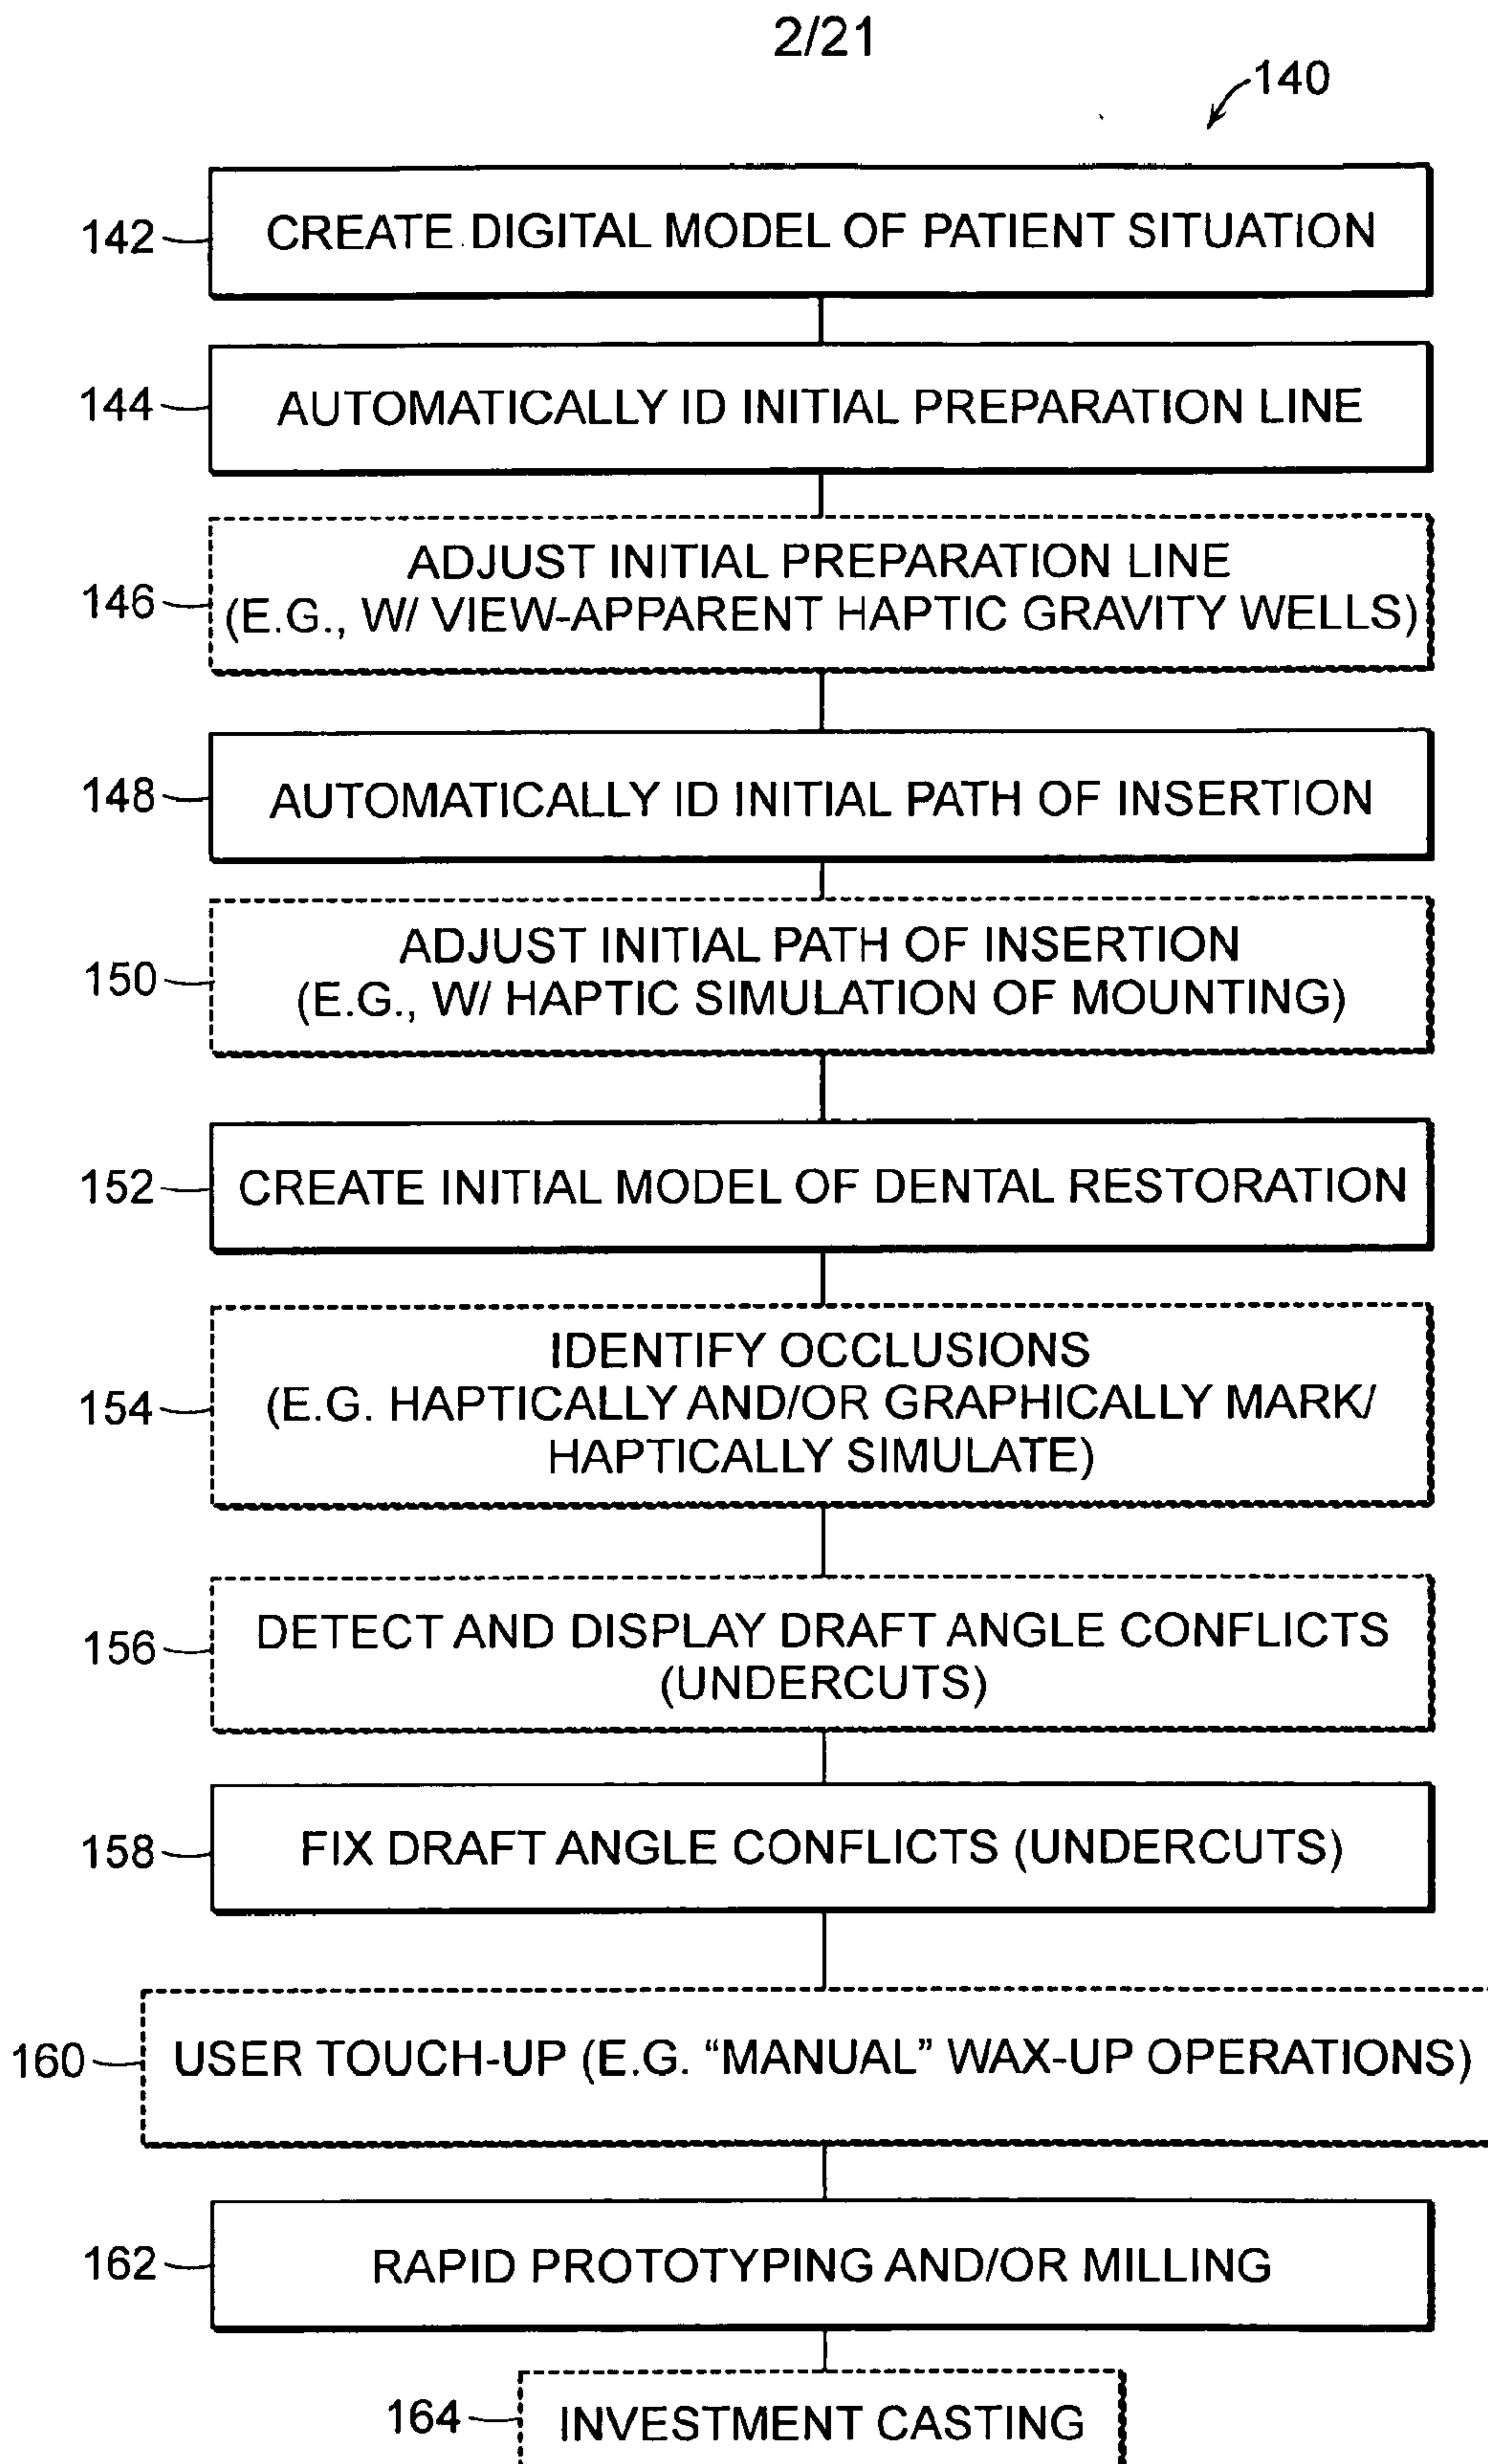 2/21
140
142
CREATE DIGITAL MODEL OF PATIENT SITUATION
144
AUTOMATICALLY ID INITIAL PREPARATION LINE
146
ADJUST INITIAL PREPARATION LINE
(E.G., W/ VIEW-APPARENT HAPTIC GRAVITY WELLS)
148
AUTOMATICALLY ID INITIAL PATH OF INSERTION
150
ADJUST INITIAL PATH OF INSERTION
(E.G., W/ HAPTIC SIMULATION OF MOUNTING)
152
CREATE INITIAL MODEL OF DENTAL RESTORATION
154
IDENTIFY OCCLUSIONS
(E.G. HAPTICALLY AND/OR GRAPHICALLY MARK/
HAPTICALLY SIMULATE)
156
DETECT AND DISPLAY DRAFT ANGLE CONFLICTS
(UNDERCUTS)
158
FIX DRAFT ANGLE CONFLICTS (UNDERCUTS)
160
USER TOUCH-UP (E.G. “MANUAL” WAX-UP OPERATIONS)
162
RAPID PROTOTYPING AND/OR MILLING
164
INVESTMENT CASTING